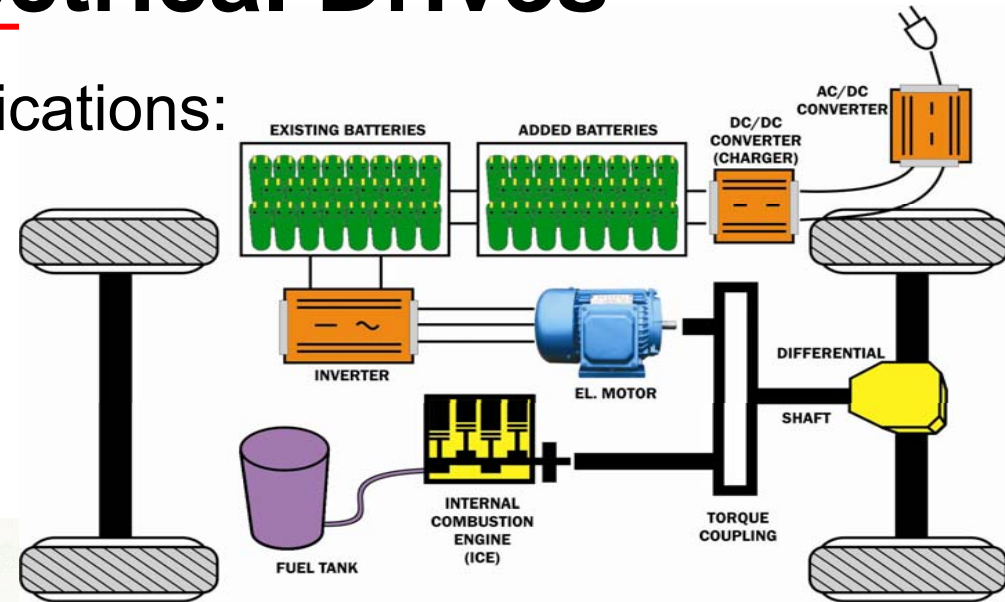 ications:
EXISTING BATTERIES
ADDED BATTERIES
DC/DC
CONVERTER
(CHARGER)
AC/DC
CONVERTER
INVERTER
EL. MOTOR
DIFFERENTIAL
SHAFT
FUEL TANK
INTERNAL
COMBUSTION
ENGINE
(ICE)
TORQUE
COUPLING